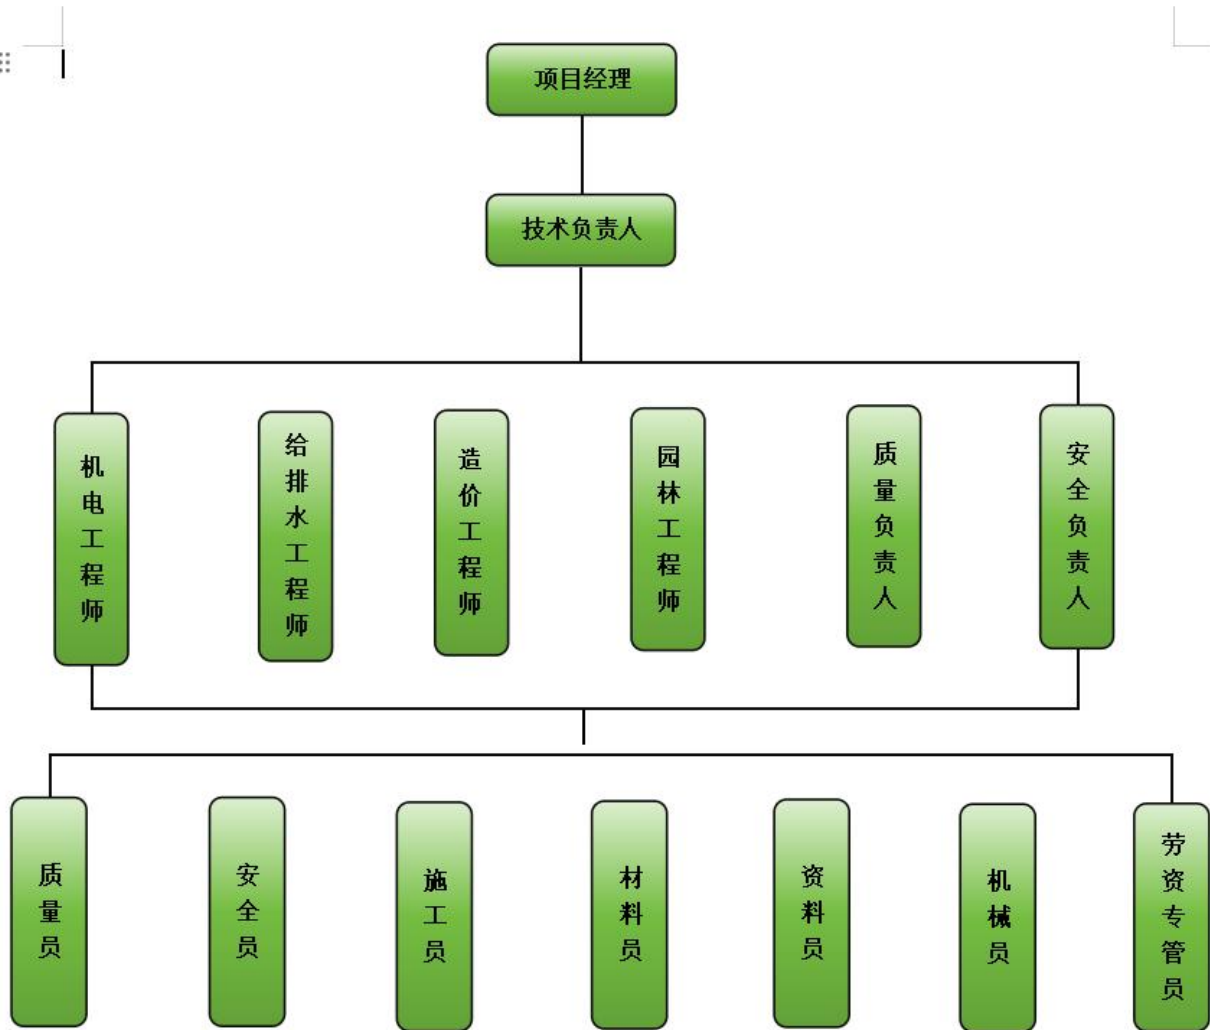 项目经理
技术负责人
机电工程师
给排水工程师
造价工程师
园林工程师
质量负责人
安全负责人
质量员
安全员
施工员
材料员
资料员
机械员
劳资专管员